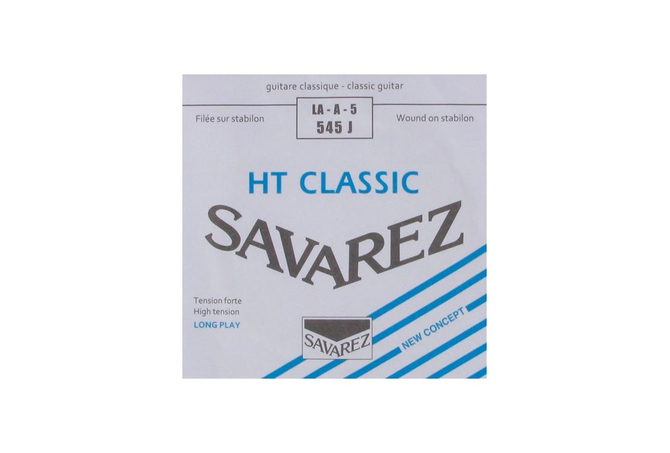 guitare classique - classic guitar
LA - A - 5
545 J
Filée sur stabilon
Wound on stabilon
HT CLASSIC
SAVAREZ
Tension forte
High tension
LONG PLAY
SAVAREZ
NEW CONCEPT